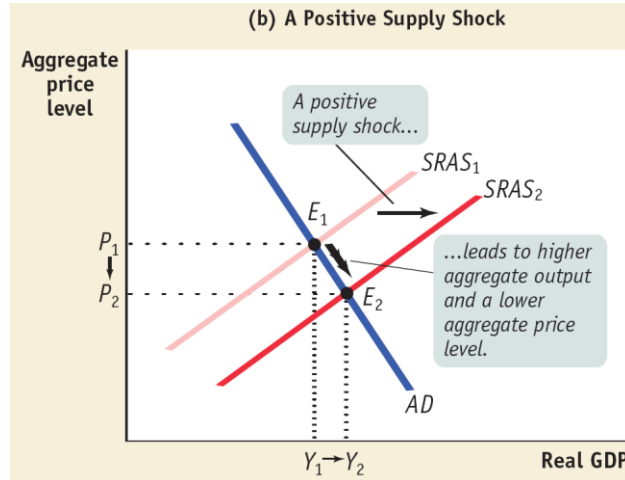 (b) A Positive Supply Shock
Aggregate
price
level
A positive
supply shock...
SRAS1
SRAS2
E1
P1
...leads to higher
aggregate output
and a lower
aggregate price
level.
P2
E2
AD
Y1→Y2
Real GDP